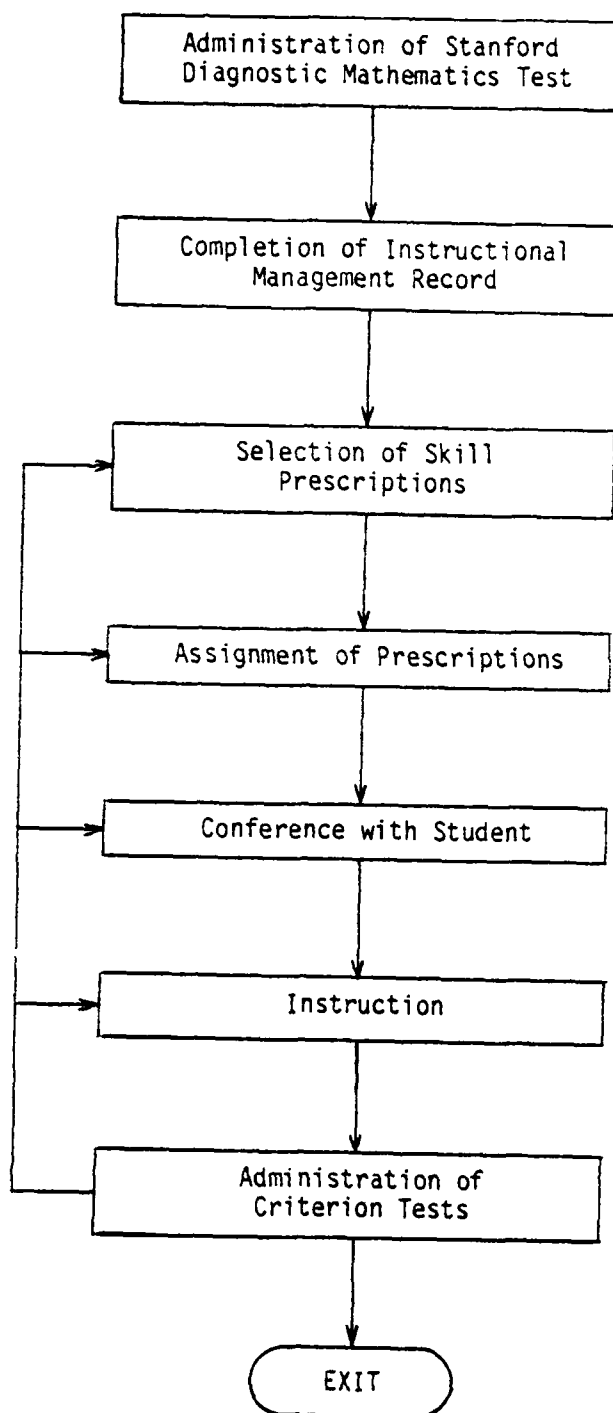 Administration of Stanford
Diagnostic Mathematics Test
Completion of Instructional
Management Record
Selection of Skill
Prescriptions
Assignment of Prescriptions
Conference with Student
Instruction
Administration of
Criterion Tests
EXIT